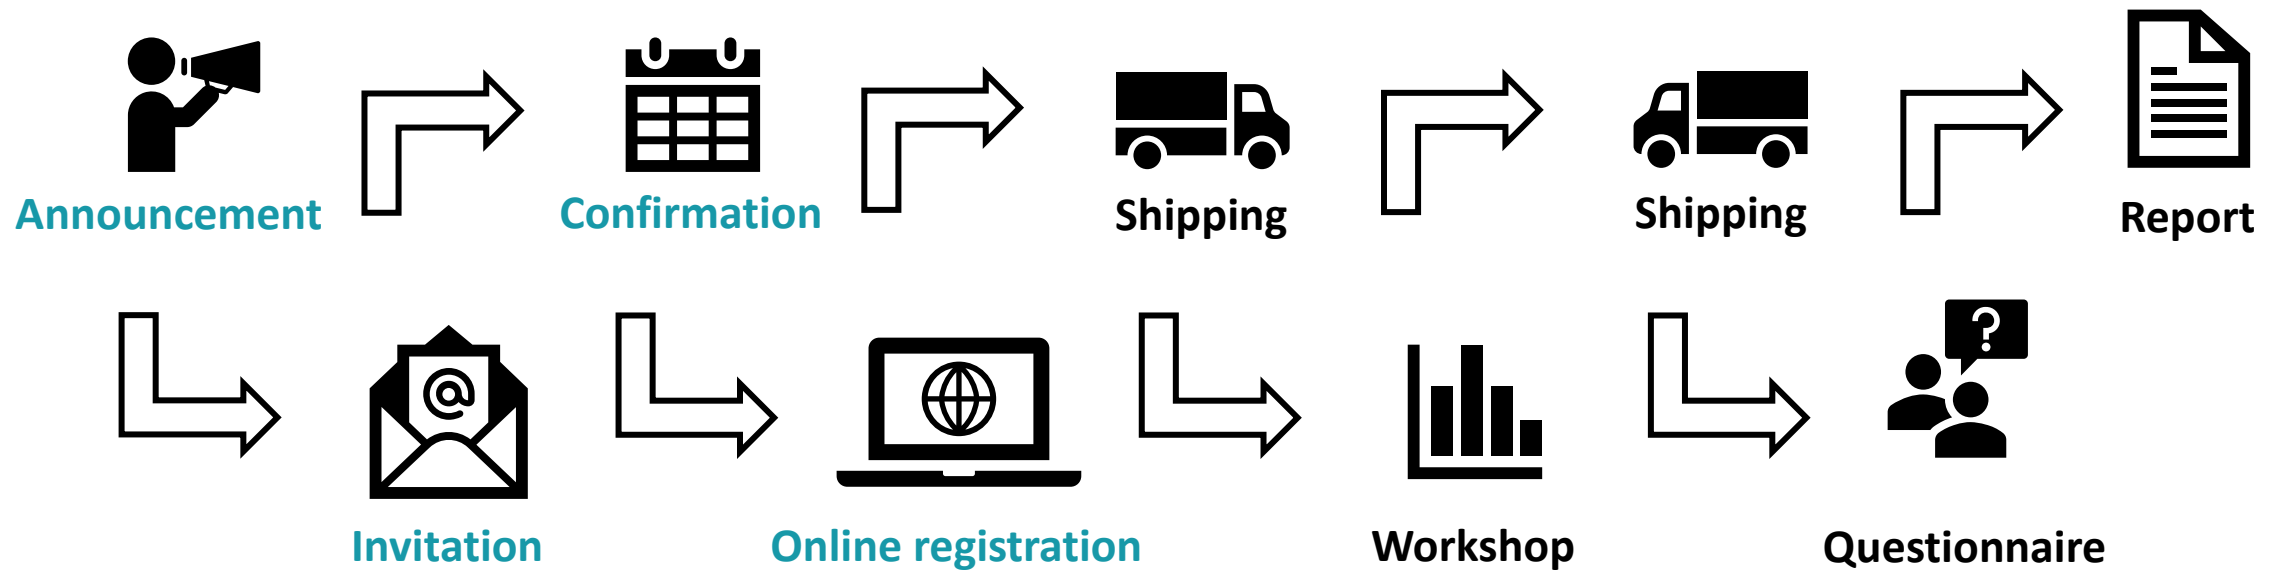 Announcement
Confirmation
Shipping
Shipping
Report
@
?
Invitation
Online registration
Workshop
Questionnaire